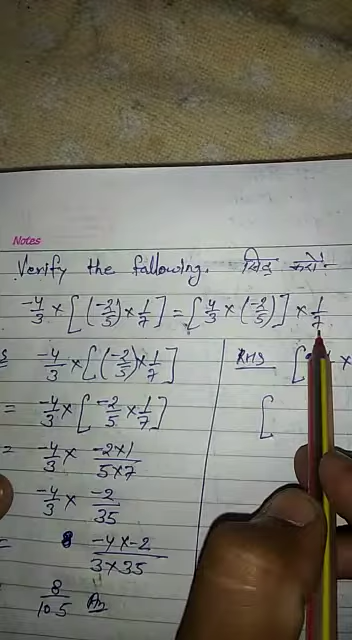 Notes
Verify the following. सिद्ध करो.
-4/3 × [(-2/5) × 1/7] = [-4/3 × (-2/5)] × 1/7
-4/3 × [(-2/5) × 1/7]
= -4/3 × [-2/5 × 1/7]
= -4/3 × -2×1/5×7
-4/3 × -2/35
= -4×-2/3×35
8/105 An
RHS [
[